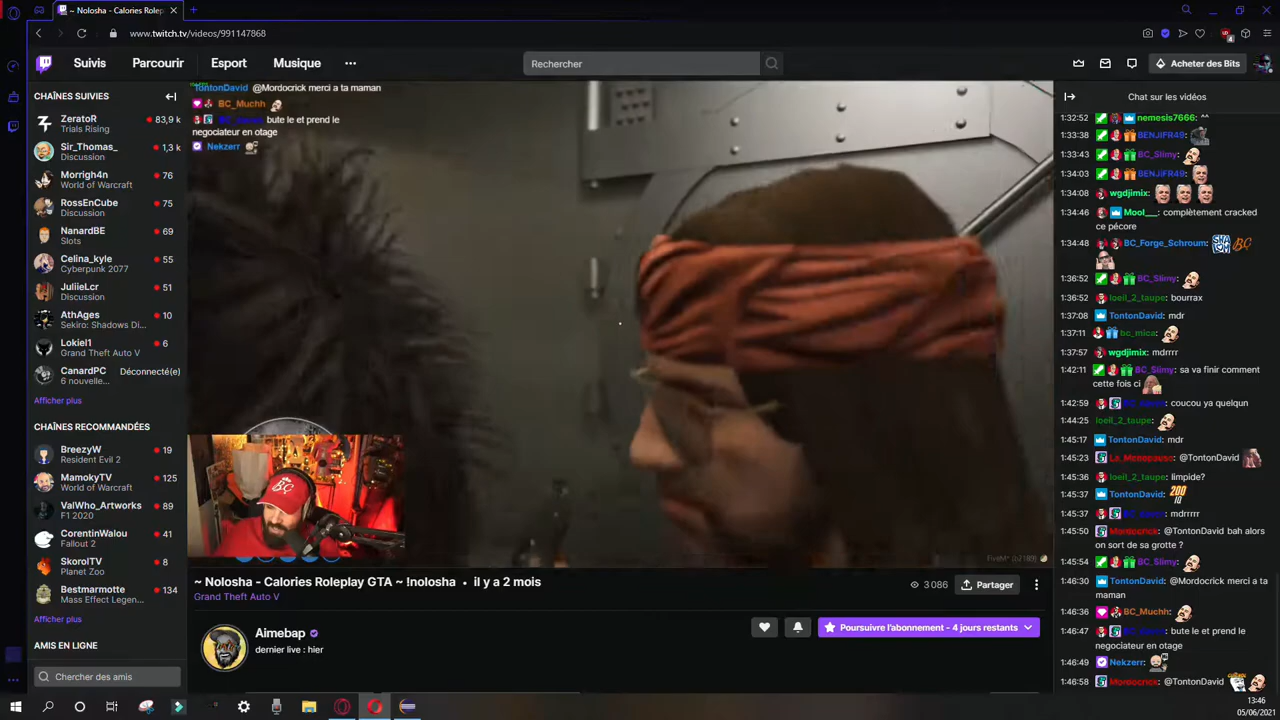 ~ Nolosha - Calories Rolep
www.twitch.tv/videos/991147868
Suivis
Parcourir
Esport
Musique
Rechercher
Acheter des Bits
CHAÎNES SUIVIES
ZeratoR 83,9 k
Trials Rising
Sir_Thomas_ 1,3 k
Discussion
Morrigh4n 76
World of Warcraft
RossEnCube 75
Discussion
NanardBE 69
Slots
Celina_kyle 55
Cyberpunk 2077
JulieLcr 51
Discussion
AthAges 10
Sekiro: Shadows Di...
Lokiel1 6
Grand Theft Auto V
CanardPC Déconnecté(e)
6 nouvelle...
Afficher plus
CHAÎNES RECOMMANDÉES
BreezyW 19
Resident Evil 2
MamokyTV 125
World of Warcraft
ValWho_Artworks 89
F1 2020
CorentinWalou 41
Fallout 2
SkorolTV 8
Planet Zoo
Bestmarmotte 134
Mass Effect Legen...
Afficher plus
AMIS EN LIGNE
Chercher des amis
TontonDavid @Mordocrick merci a ta maman
BC_Muchh
bute le et prend le
negociateur en otage
Nekzerr
BC
~ Nolosha - Calories Roleplay GTA ~ !nolosha • il y a 2 mois
Grand Theft Auto V
3 086
Partager
Aimebap
dernier live : hier
Poursuivre l'abonnement - 4 jours restants
Chat sur les vidéos
1:32:52 nemesis7666: ^^
1:33:38 BENJIFR49:
1:33:43 BC_Slimy:
1:34:03 BENJIFR49:
1:34:08 wgdjimix:
1:34:46 Mool___: complètement cracked
ce pécore
1:34:48 BC_Forge_Schroum:
1:36:52 BC_Slimy:
1:36:52 loeil_2_taupe: bourrax
1:37:08 TontonDavid: mdr
1:37:11 bc_mica:
1:37:57 wgdjimix: mdrrrr
1:42:11 BC_Slimy: sa va finir comment
cette fois ci
1:42:59 coucou ya quelqun
1:44:25 loeil_2_taupe:
1:45:17 TontonDavid: mdr
1:45:23 @TontonDavid
1:45:36 loeil_2_taupe: limpide?
1:45:37 TontonDavid: 200 IQ
1:45:37 mdrrrrr
1:45:50 Mordocrick: @TontonDavid bah alors
on sort de sa grotte ?
1:45:54 BC_Slimy:
1:46:30 TontonDavid: @Mordocrick merci a ta
maman
1:46:36 BC_Muchh:
1:46:47 bute le et prend le
negociateur en otage
1:46:49 Nekzerr:
1:46:58 Mordocrick: @TontonDavid
13:46
05/06/2021